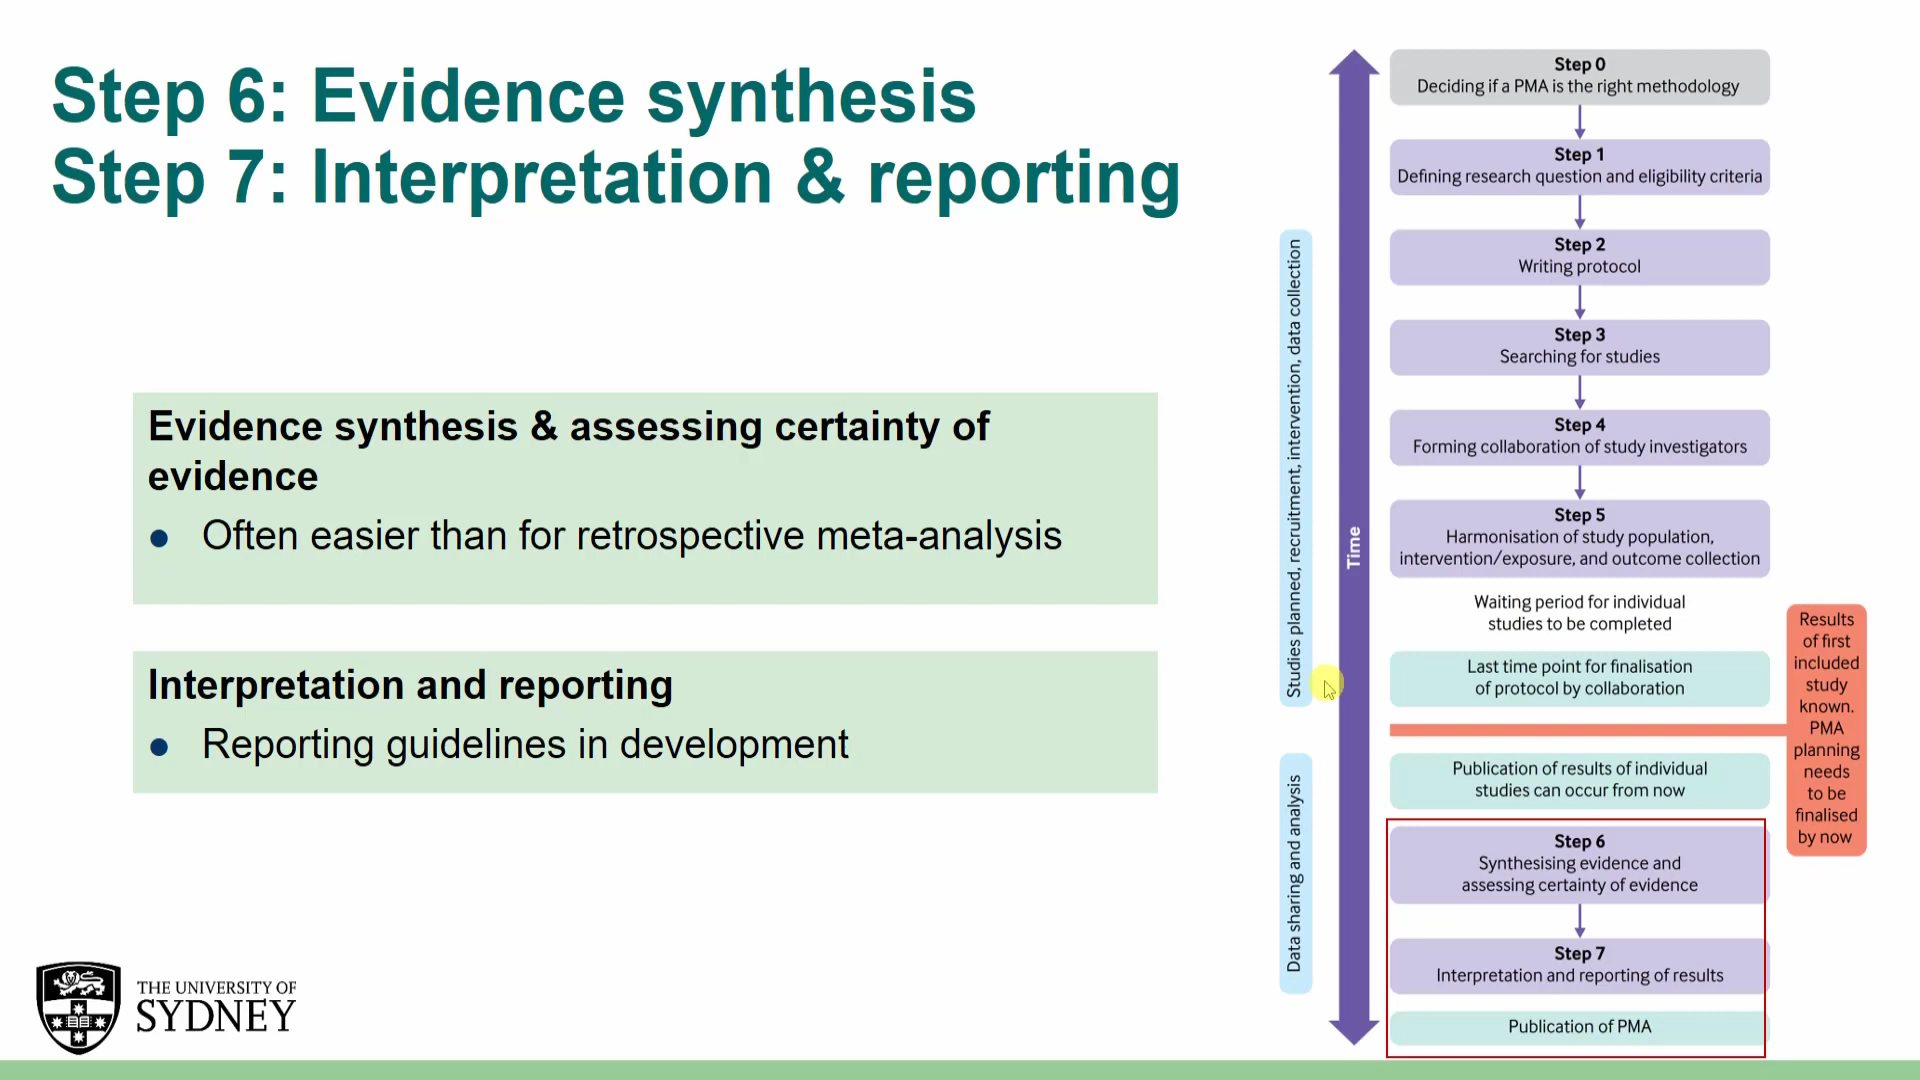 Step 6: Evidence synthesis
Step 7: Interpretation & reporting
Evidence synthesis & assessing certainty of
evidence
● Often easier than for retrospective meta-analysis
Interpretation and reporting
● Reporting guidelines in development
THE UNIVERSITY OF
SYDNEY
Studies planned, recruitment, intervention, data collection
Data sharing and analysis
Time
Step 0
Deciding if a PMA is the right methodology
Step 1
Defining research question and eligibility criteria
Step 2
Writing protocol
Step 3
Searching for studies
Step 4
Forming collaboration of study investigators
Step 5
Harmonisation of study population,
intervention/exposure, and outcome collection
Waiting period for individual
studies to be completed
Last time point for finalisation
of protocol by collaboration
Results
of first
included
study
known.
PMA
planning
needs
to be
finalised
by now
Publication of results of individual
studies can occur from now
Step 6
Synthesising evidence and
assessing certainty of evidence
Step 7
Interpretation and reporting of results
Publication of PMA